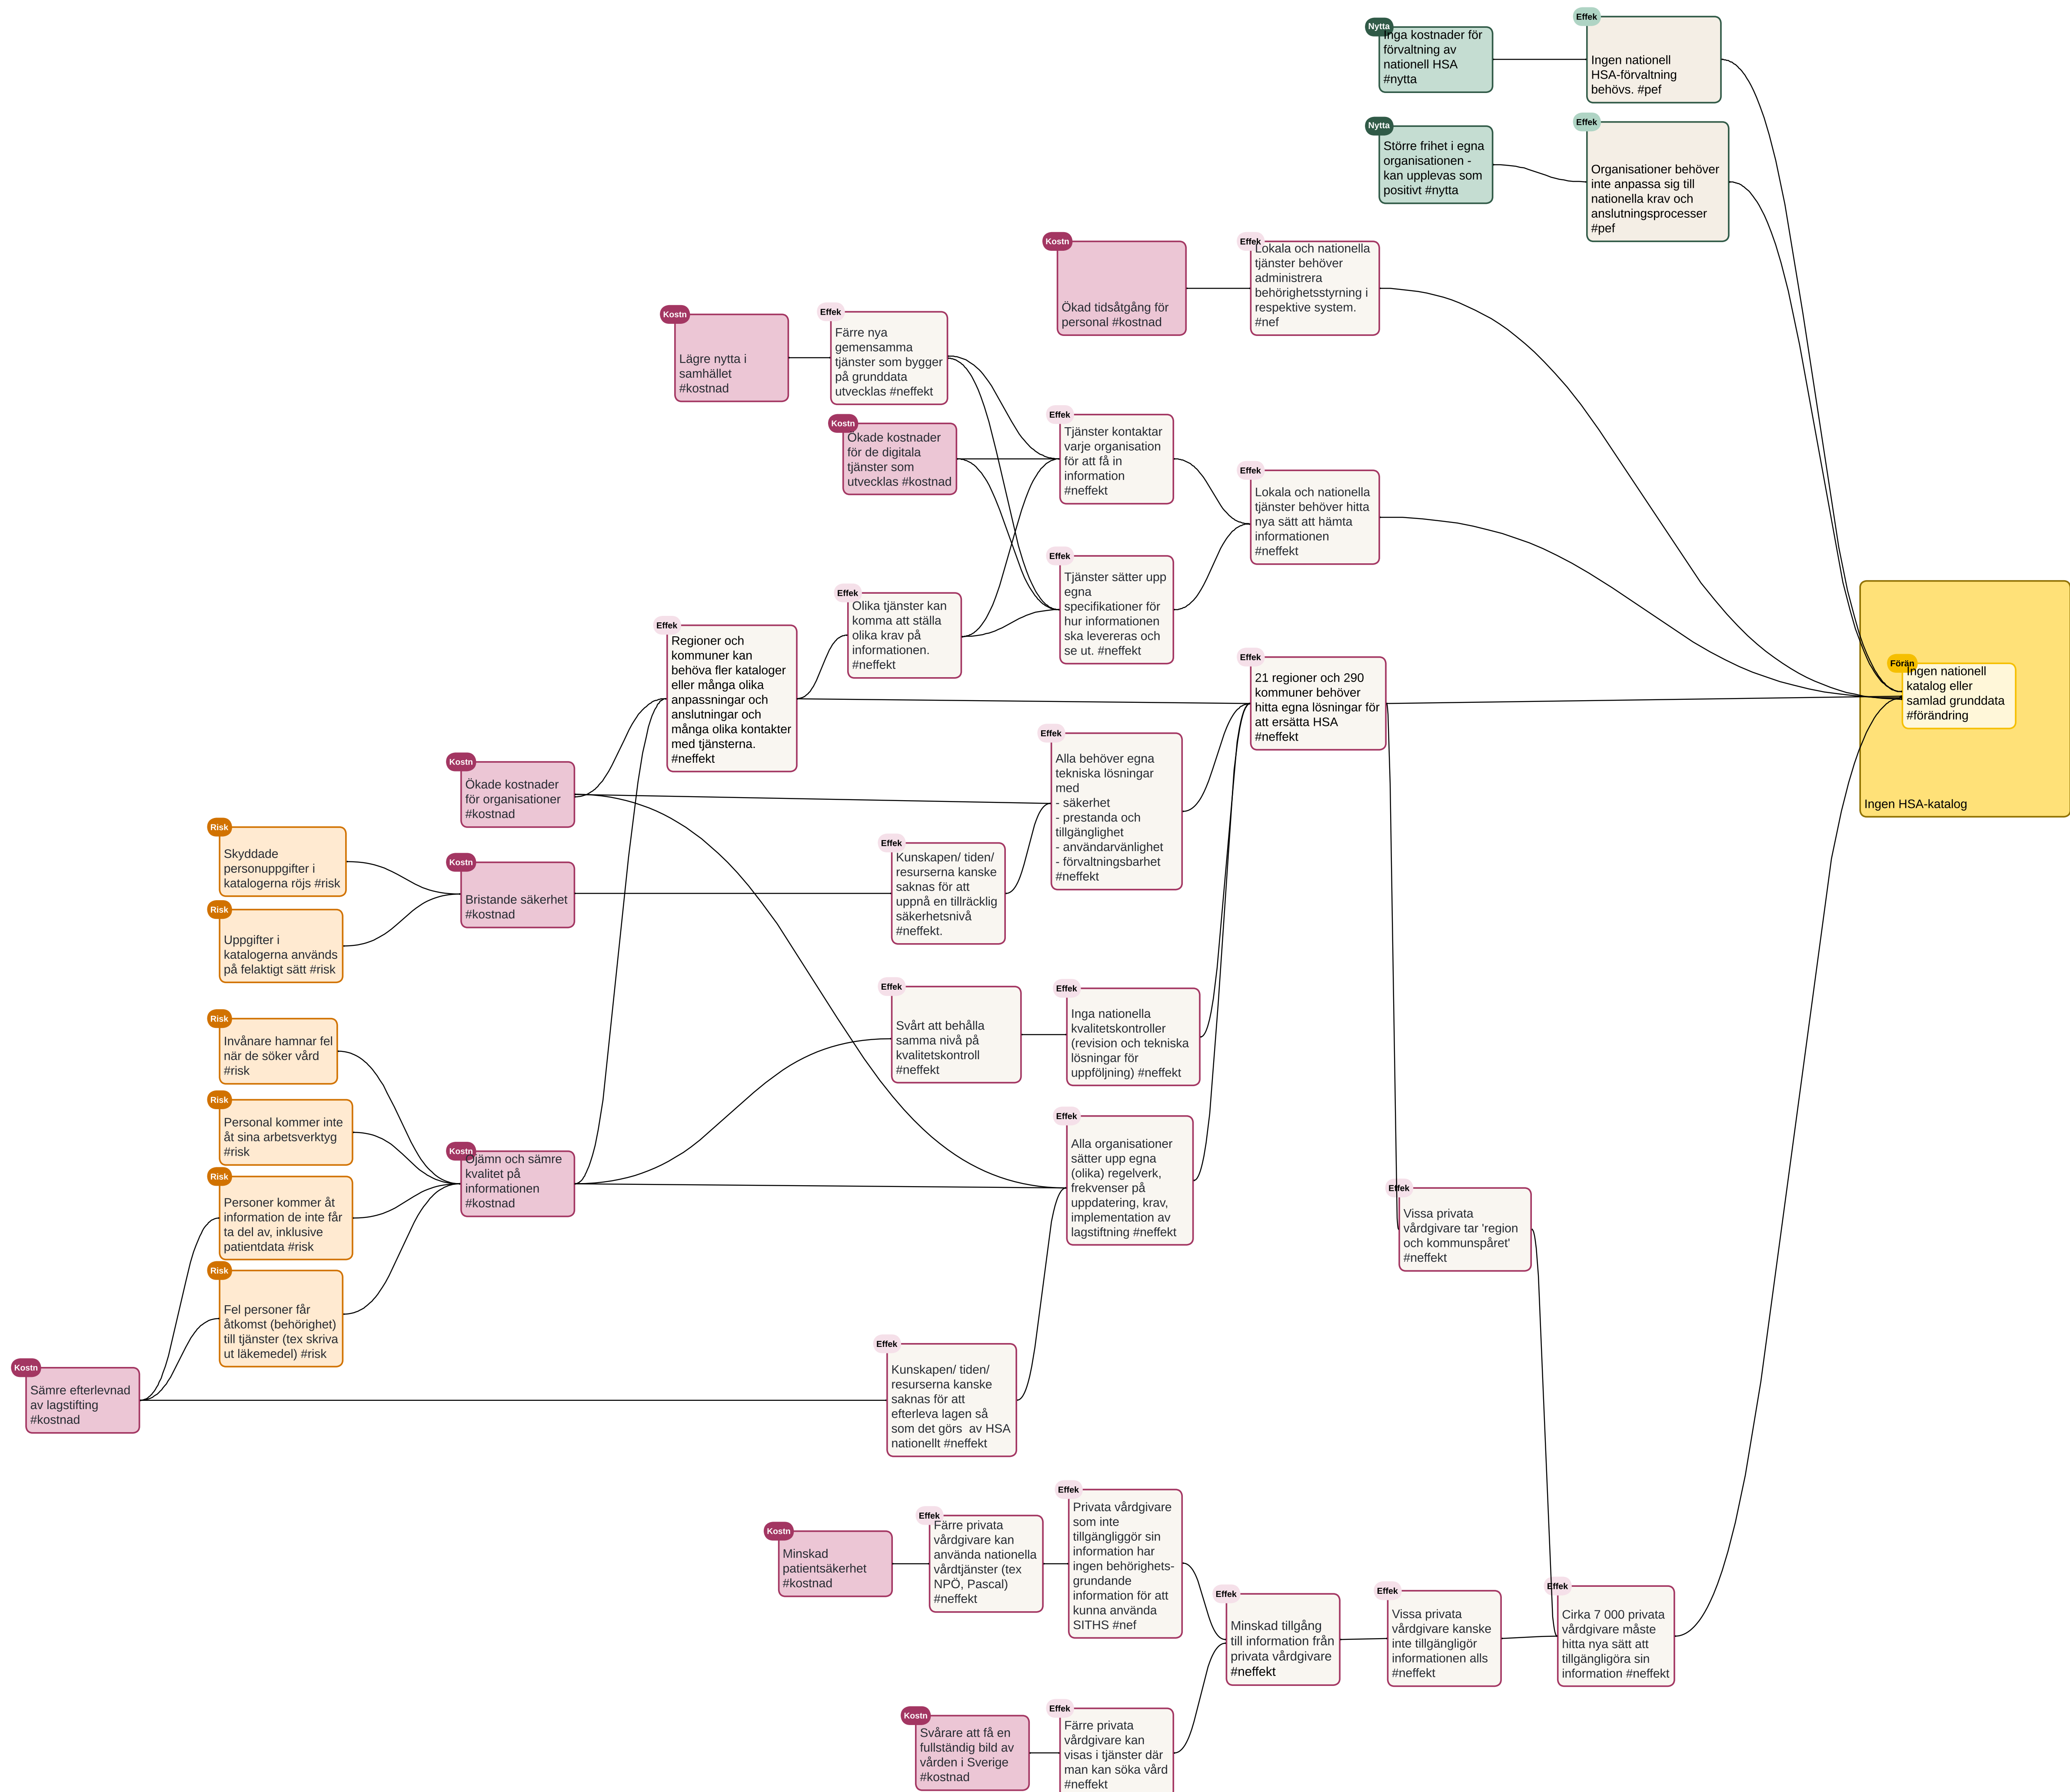 Nytta
Inga kostnader för
förvaltning av
nationell HSA
#nytta
Effek
Ingen nationell
HSA-förvaltning
behövs. #pef
Nytta
Större frihet i egna
organisationen -
kan upplevas som
positivt #nytta
Effek
Organisationer behöver
inte anpassa sig till
nationella krav och
anslutningsprocesser
#pef
Kostn
Ökad tidsåtgång för
personal #kostnad
Effek
Lokala och nationella
tjänster behöver
administrera
behörighetsstyrning i
respektive system.
#nef
Kostn
Lägre nytta i
samhället
#kostnad
Effek
Färre nya
gemensamma
tjänster som bygger
på grunddata
utvecklas #neffekt
Kostn
Ökade kostnader
för de digitala
tjänster som
utvecklas #kostnad
Effek
Tjänster kontaktar
varje organisation
för att få in
information
#neffekt
Effek
Lokala och nationella
tjänster behöver hitta
nya sätt att hämta
informationen
#neffekt
Effek
Tjänster sätter upp
egna
specifikationer för
hur informationen
ska levereras och
se ut. #neffekt
Effek
Olika tjänster kan
komma att ställa
olika krav på
informationen.
#neffekt
Effek
Regioner och
kommuner kan
behöva fler kataloger
eller många olika
anpassningar och
anslutningar och
många olika kontakter
med tjänsterna.
#neffekt
Effek
21 regioner och 290
kommuner behöver
hitta egna lösningar för
att ersätta HSA
#neffekt
Förän
Ingen nationell
katalog eller
samlad grunddata
#förändring
Ingen HSA-katalog
Effek
Alla behöver egna
tekniska lösningar
med
- säkerhet
- prestanda och
tillgänglighet
- användarvänlighet
- förvaltningsbarhet
#neffekt
Kostn
Ökade kostnader
för organisationer
#kostnad
Risk
Skyddade
personuppgifter i
katalogerna röjs #risk
Kostn
Bristande säkerhet
#kostnad
Effek
Kunskapen/ tiden/
resurserna kanske
saknas för att
uppnå en tillräcklig
säkerhetsnivå
#neffekt.
Risk
Uppgifter i
katalogerna används
på felaktigt sätt #risk
Effek
Svårt att behålla
samma nivå på
kvalitetskontroll
#neffekt
Effek
Inga nationella
kvalitetskontroller
(revision och tekniska
lösningar för
uppföljning) #neffekt
Risk
Invånare hamnar fel
när de söker vård
#risk
Risk
Personal kommer inte
åt sina arbetsverktyg
#risk
Kostn
Ojämn och sämre
kvalitet på
informationen
#kostnad
Effek
Alla organisationer
sätter upp egna
(olika) regelverk,
frekvenser på
uppdatering, krav,
implementation av
lagstiftning #neffekt
Risk
Personer kommer åt
information de inte får
ta del av, inklusive
patientdata #risk
Effek
Vissa privata
vårdgivare tar 'region
och kommunspåret'
#neffekt
Risk
Fel personer får
åtkomst (behörighet)
till tjänster (tex skriva
ut läkemedel) #risk
Kostn
Sämre efterlevnad
av lagstifting
#kostnad
Effek
Kunskapen/ tiden/
resurserna kanske
saknas för att
efterleva lagen så
som det görs  av HSA
nationellt #neffekt
Kostn
Minskad
patientsäkerhet
#kostnad
Effek
Färre privata
vårdgivare kan
använda nationella
vårdtjänster (tex
NPÖ, Pascal)
#neffekt
Effek
Privata vårdgivare
som inte
tillgängliggör sin
information har
ingen behörighets-
grundande
information för att
kunna använda
SITHS #nef
Effek
Minskad tillgång
till information från
privata vårdgivare
#neffekt
Effek
Vissa privata
vårdgivare kanske
inte tillgängligör
informationen alls
#neffekt
Effek
Cirka 7 000 privata
vårdgivare måste
hitta nya sätt att
tillgängligöra sin
information #neffekt
Kostn
Svårare att få en
fullständig bild av
vården i Sverige
#kostnad
Effek
Färre privata
vårdgivare kan
visas i tjänster där
man kan söka vård
#neffekt